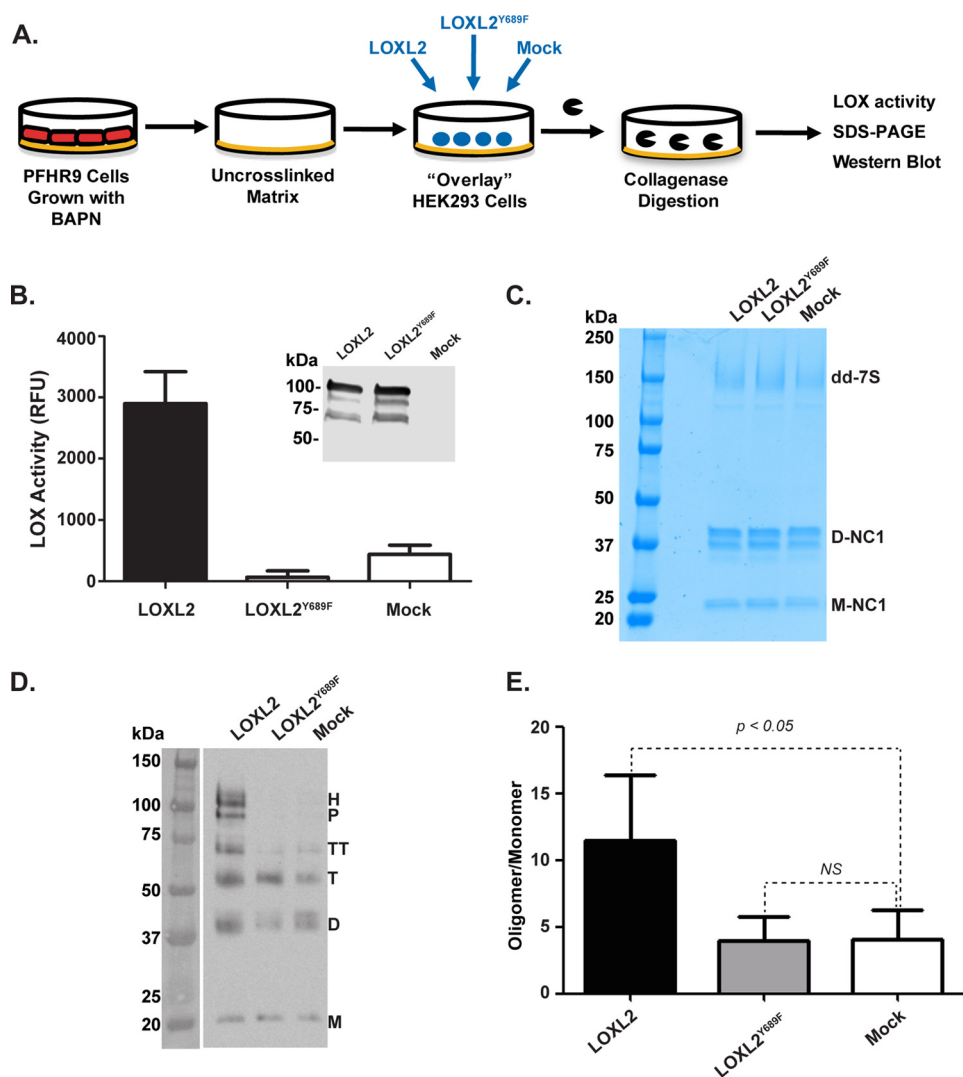 A.
LOXL2
LOXL2Y689F
Mock
PFHR9 Cells
Grown with
BAPN
Uncrosslinked
Matrix
“Overlay”
HEK293 Cells
Collagenase
Digestion
LOX activity
SDS-PAGE
Western Blot
B.
LOX Activity (RFU)
4000
3000
2000
1000
0
LOXL2
LOXL2Y689F
Mock
kDa
100-
75-
50-
LOXL2
LOXL2Y689F
Mock
C.
kDa
LOXL2
LOXL2Y689F
Mock
250
150
100
75
50
37
25
20
dd-7S
D-NC1
M-NC1
D.
kDa
LOXL2
LOXL2Y689F
Mock
150
100
75
50
37
25
20
H
P
TT
T
D
M
E.
Oligomer/Monomer
20
15
10
5
0
p < 0.05
NS
LOXL2
LOXL2Y689F
Mock